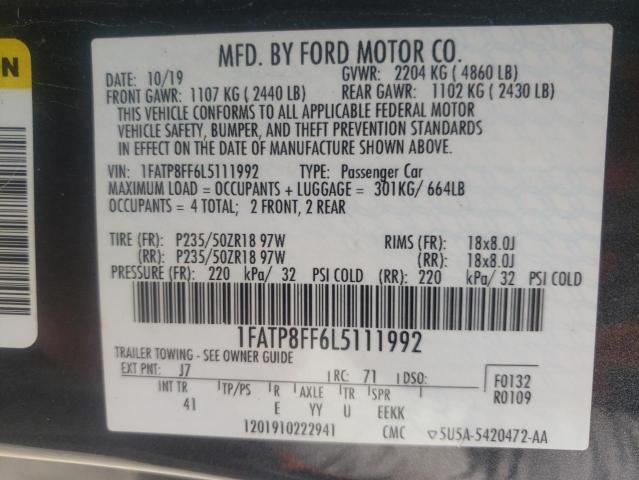 ON
MFD. BY FORD MOTOR CO.
DATE: 10/19 GVWR: 2204 KG ( 4860 LB)
FRONT GAWR: 1107 KG ( 2440 LB) REAR GAWR: 1102 KG ( 2430 LB)
THIS VEHICLE CONFORMS TO ALL APPLICABLE FEDERAL MOTOR
VEHICLE SAFETY, BUMPER, AND THEFT PREVENTION STANDARDS
IN EFFECT ON THE DATE OF MANUFACTURE SHOWN ABOVE.
VIN: 1FATP8FF6L5111992 TYPE: Passenger Car
MAXIMUM LOAD = OCCUPANTS + LUGGAGE = 301KG/ 664LB
OCCUPANTS = 4 TOTAL; 2 FRONT, 2 REAR
TIRE (FR): P235/50ZR18 97W RIMS (FR): 18x8.0J
(RR): P235/50ZR18 97W (RR): 18x8.0J
PRESSURE (FR): 220 kPa/ 32 PSI COLD (RR): 220 kPa/ 32 PSI COLD
1FATP8FF6L5111992
TRAILER TOWING - SEE OWNER GUIDE
EXT PNT: J7 RC: 71 DSO: F0132
INT TR TP/PS R AXLE TR SPR R0109
41 E YY U EEKK
1201910222941 CMC ▽5U5A-5420472-AA